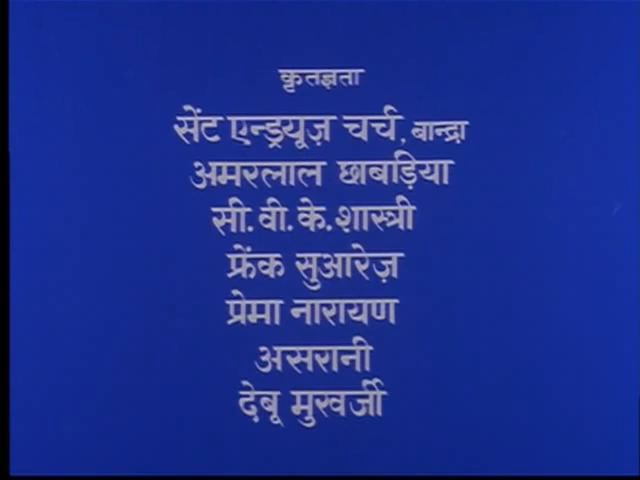 कृतज्ञता
सेंट एन्ड्रयूज़ चर्च, बान्द्रा
अमरलाल छाबड़िया
सी. वी. के. शास्त्री
फ्रेंक सुआरेज़
प्रेमा नारायण
असरानी
देबू मुखर्जी